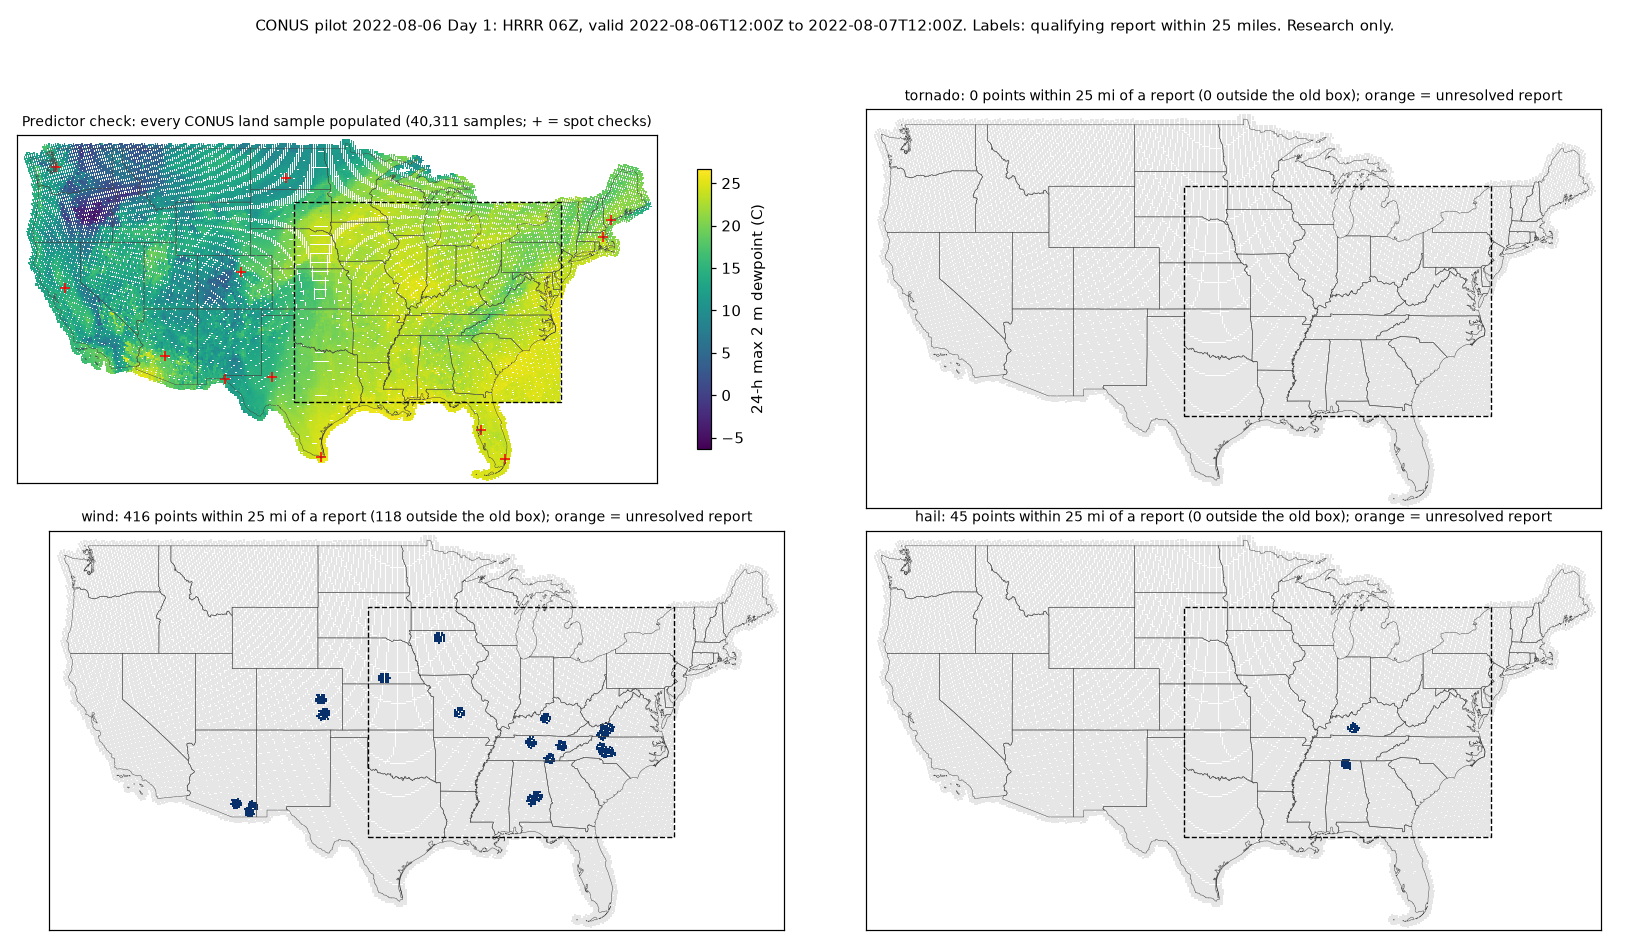 CONUS pilot 2022-08-06 Day 1: HRRR 06Z, valid 2022-08-06T12:00Z to 2022-08-07T12:00Z. Labels: qualifying report within 25 miles. Research only.
Predictor check: every CONUS land sample populated (40,311 samples; + = spot checks)
25
20
15
10
5
0
−5
24-h max 2 m dewpoint (C)
tornado: 0 points within 25 mi of a report (0 outside the old box); orange = unresolved report
wind: 416 points within 25 mi of a report (118 outside the old box); orange = unresolved report
hail: 45 points within 25 mi of a report (0 outside the old box); orange = unresolved report